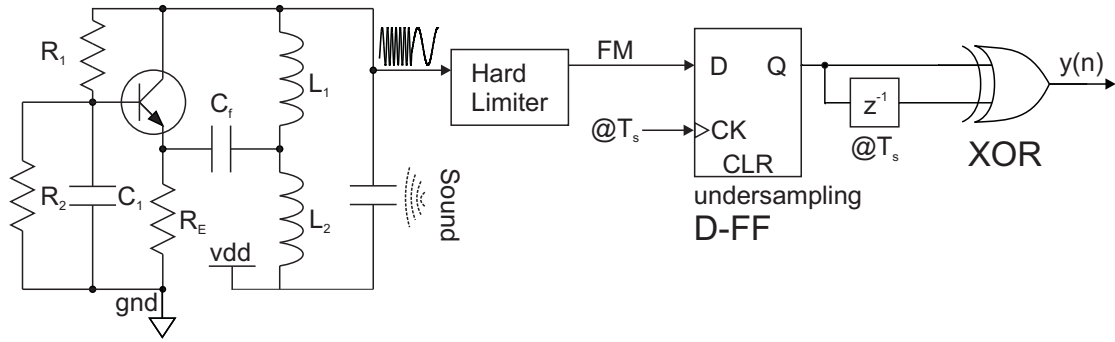 R1
R2
C1
RE
Cf
L1
L2
vdd
gnd
Sound
Hard
Limiter
FM
@Ts
D
Q
CK
CLR
undersampling
D-FF
z-1
@Ts
XOR
y(n)